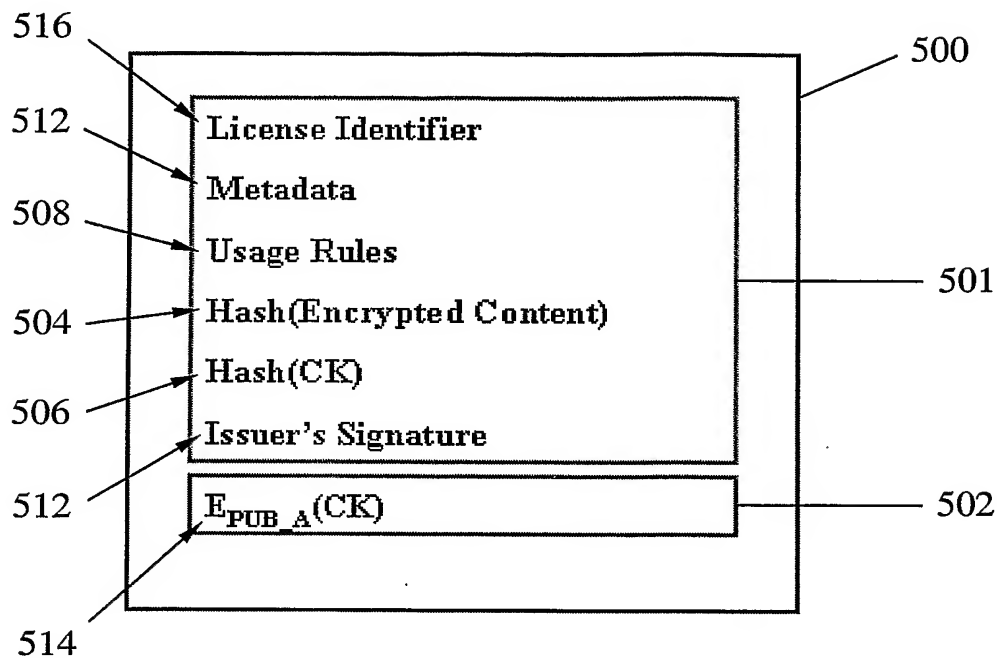 516
500
512
License Identifier
Metadata
508
Usage Rules
501
504
Hash(Encrypted Content)
Hash(CK)
506
Issuer's Signature
512
E_PUB_A(CK)
502
514